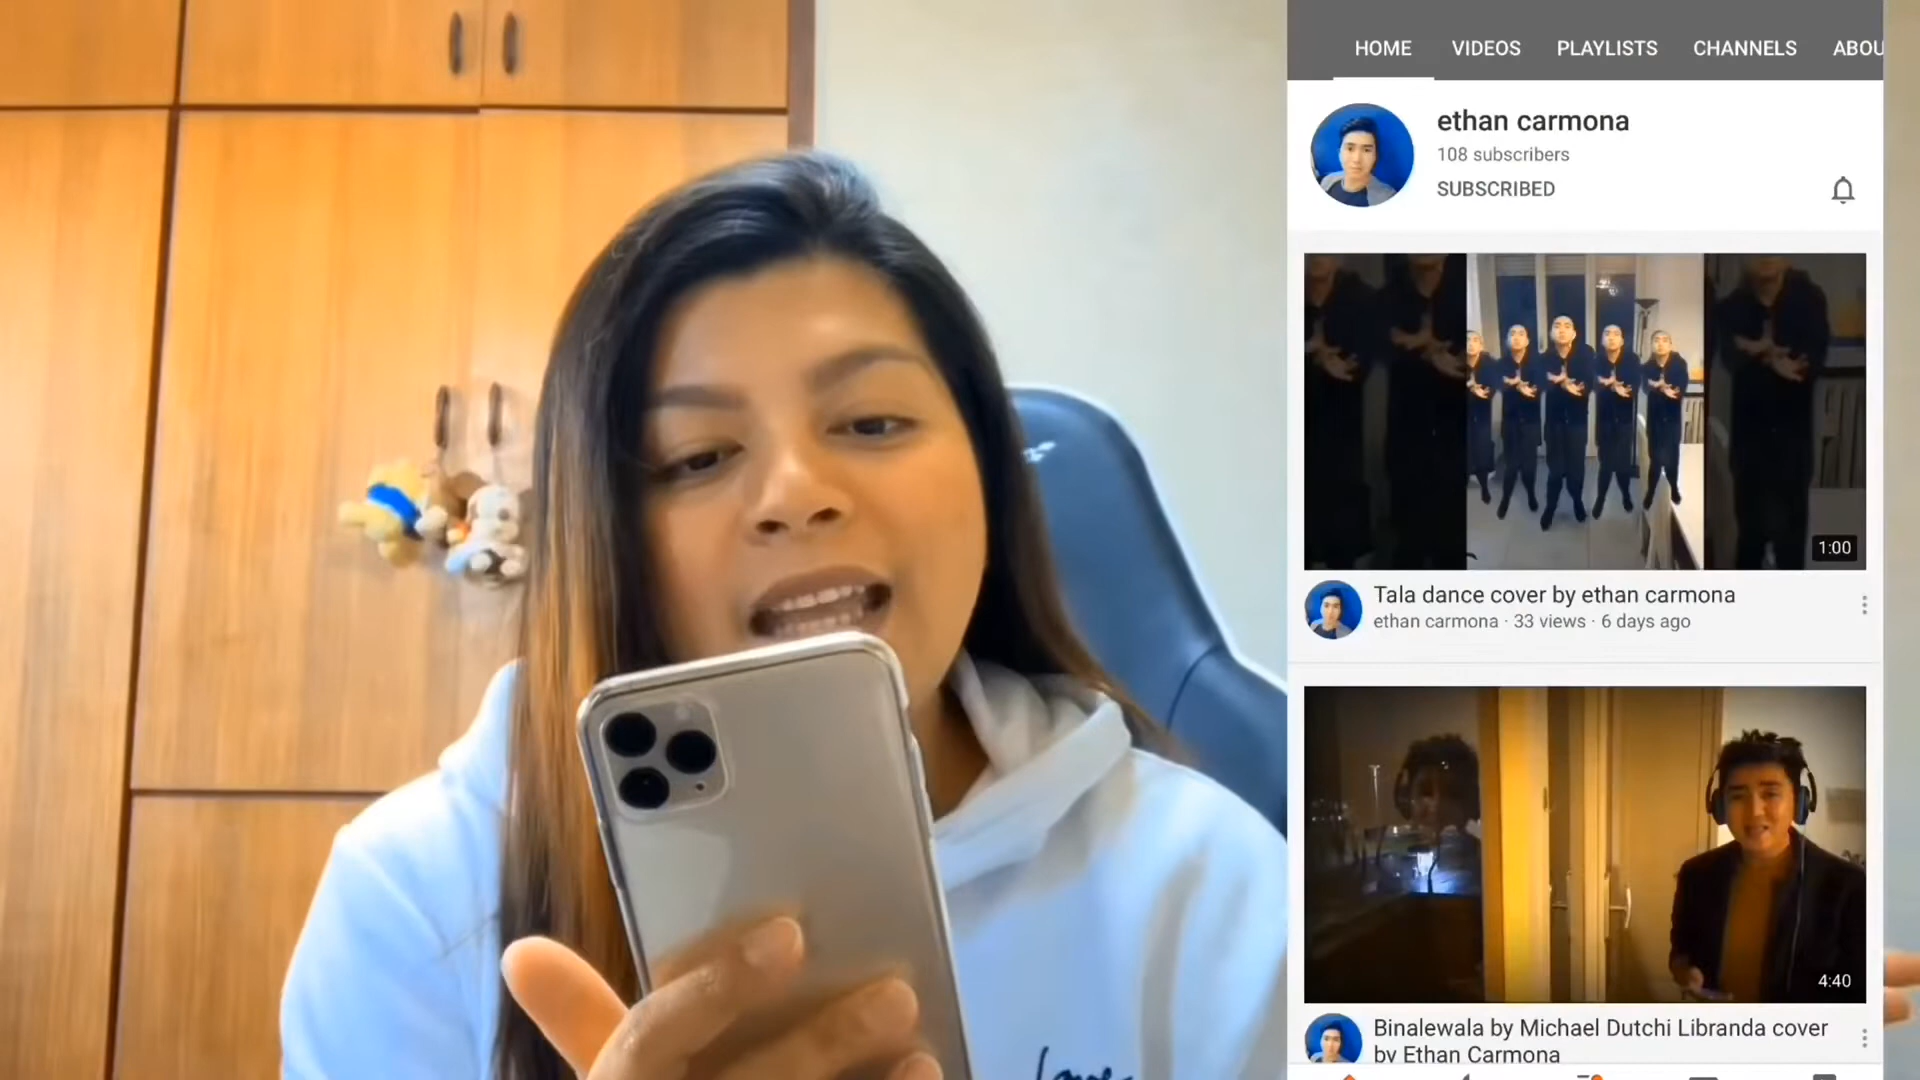 HOME VIDEOS PLAYLISTS CHANNELS ABOU
ethan carmona
108 subscribers
SUBSCRIBED
1:00
Tala dance cover by ethan carmona
ethan carmona · 33 views · 6 days ago
4:40
Binalewala by Michael Dutchi Libranda cover
by Ethan Carmona